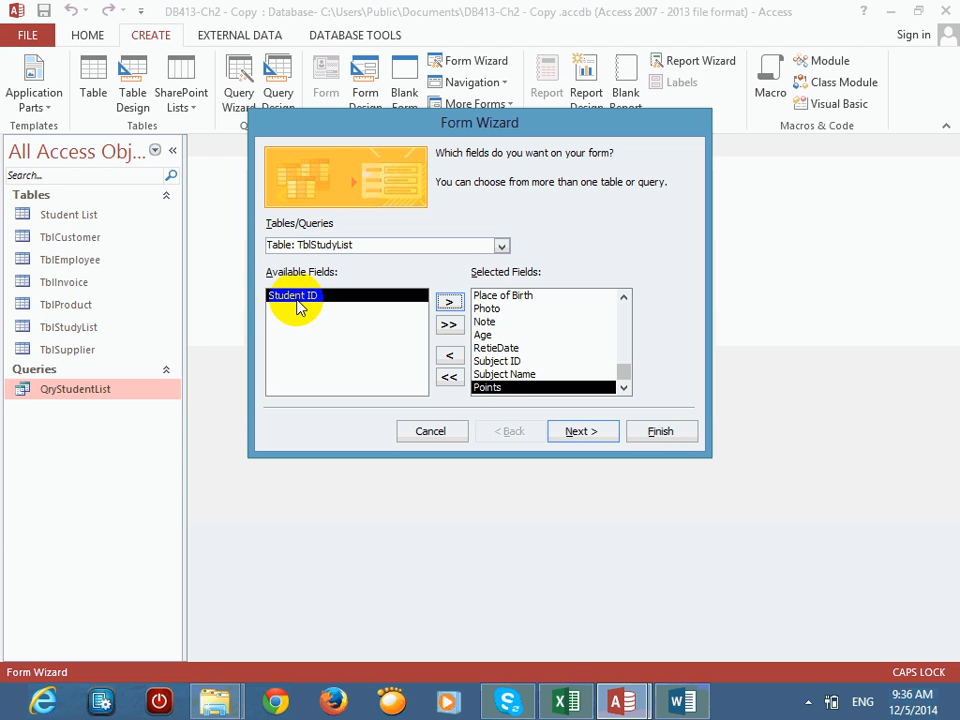 DB413-Ch2 - Copy : Database- C:\Users\Public\Documents\DB413-Ch2 - Copy .accdb (Access 2007 - 2013 file format) - Access
FILE HOME CREATE EXTERNAL DATA DATABASE TOOLS Sign in
Application Parts
Table
Table Design
SharePoint Lists
Query
Query
Form
Form
Blank
Form Wizard
Navigation
More Forms
Report
Report
Blank
Report Wizard
Labels
Macro
Module
Class Module
Visual Basic
Templates
Tables
Macros & Code
All Access Obj...
Search...
Tables
Student List
TblCustomer
TblEmployee
TblInvoice
TblProduct
TblStudyList
TblSupplier
Queries
QryStudentList
Form Wizard
Which fields do you want on your form?
You can choose from more than one table or query.
Tables/Queries
Table: TblStudyList
Available Fields:
Student ID
>
>>
<
<<
Selected Fields:
Place of Birth
Photo
Note
Age
RetieDate
Subject ID
Subject Name
Points
Cancel < Back Next > Finish
Form Wizard CAPS LOCK
ENG
9:36 AM
12/5/2014